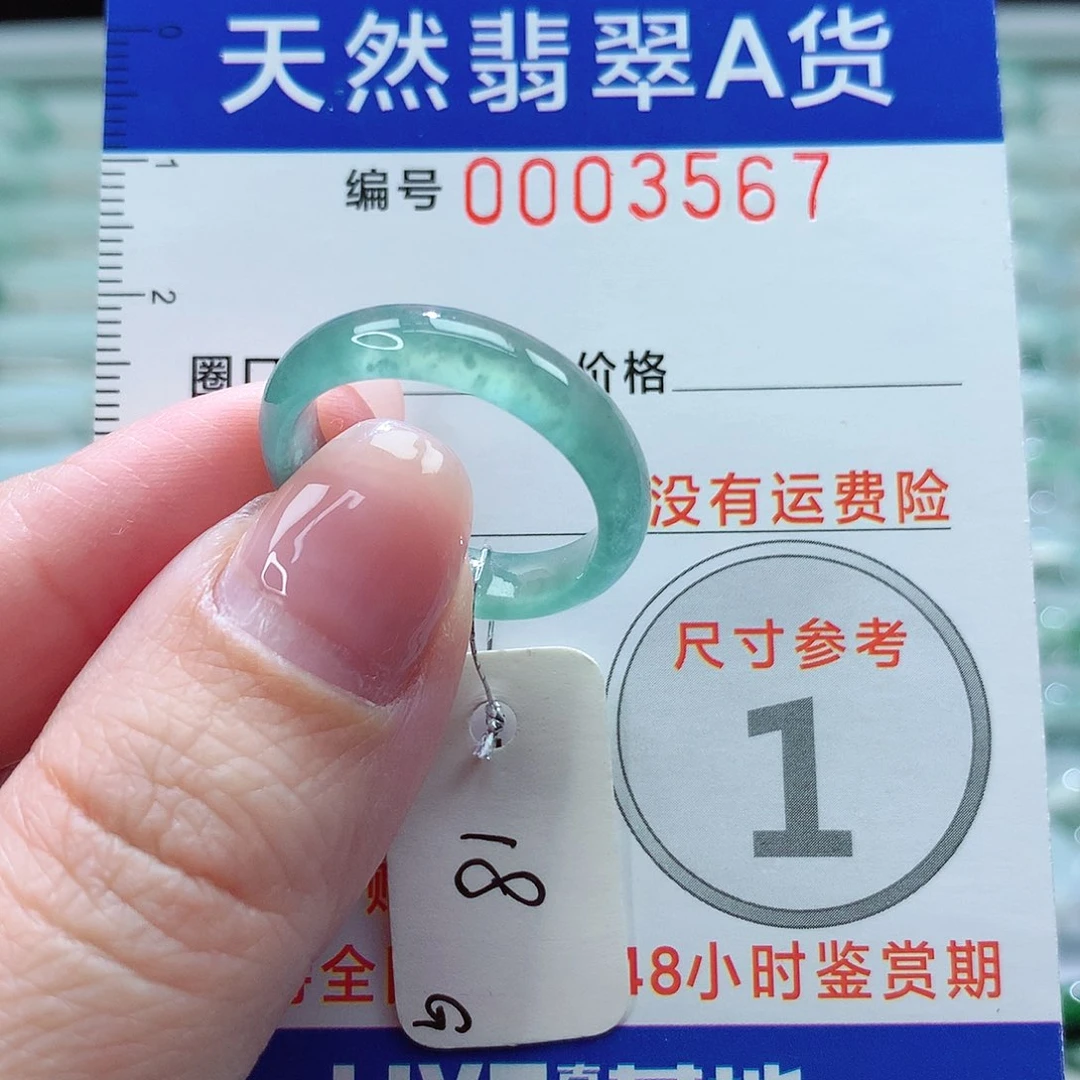 天然翡翠A货
0
1
编号 0003567
2
圈口 价格
没有运费险
尺寸参考
1
18
48小时鉴赏期
G